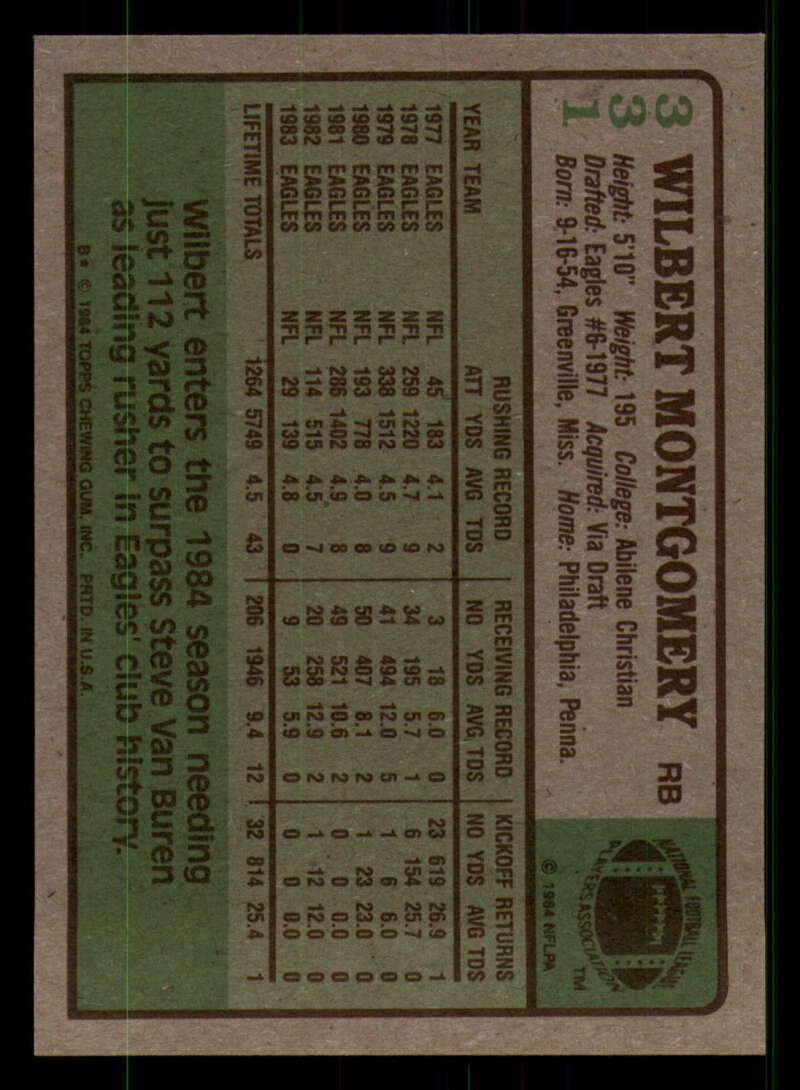 331
WILBERT MONTGOMERY RB
Height: 5'10" Weight: 195 College: Abilene Christian
Drafted: Eagles #6-1977 Acquired: Via Draft
Born: 9-16-54, Greenville, Miss. Home: Philadelphia, Penna.
NATIONAL FOOTBALL LEAGUE
PLAYERS ASSOCIATION
TM
© 1984 NFLPA
RUSHING RECORD RECEIVING RECORD KICKOFF RETURNS
YEAR TEAM ATT YDS AVG TDS NO YDS AVG TDS NO YDS AVG TDS
1977 EAGLES NFL 45 183 4.1 2 3 18 6.0 0 23 619 26.9 1
1978 EAGLES NFL 259 1220 4.7 9 34 195 5.7 1 6 154 25.7 0
1979 EAGLES NFL 338 1512 4.5 9 41 494 12.0 5 1 6 6.0 0
1980 EAGLES NFL 193 778 4.0 8 50 407 8.1 2 1 23 23.0 0
1981 EAGLES NFL 286 1402 4.9 8 49 521 10.6 2 0 0 0.0 0
1982 EAGLES NFL 114 515 4.5 7 20 258 12.9 2 1 12 12.0 0
1983 EAGLES NFL 29 139 4.8 0 9 53 5.9 0 0 0 0.0 0
LIFETIME TOTALS 1264 5749 4.5 43 206 1946 9.4 12 32 814 25.4 1
Wilbert enters the 1984 season needing
just 112 yards to surpass Steve Van Buren
as leading rusher in Eagles' club history.
B* © 1984 TOPPS CHEWING GUM, INC. PRTD. IN U.S.A.